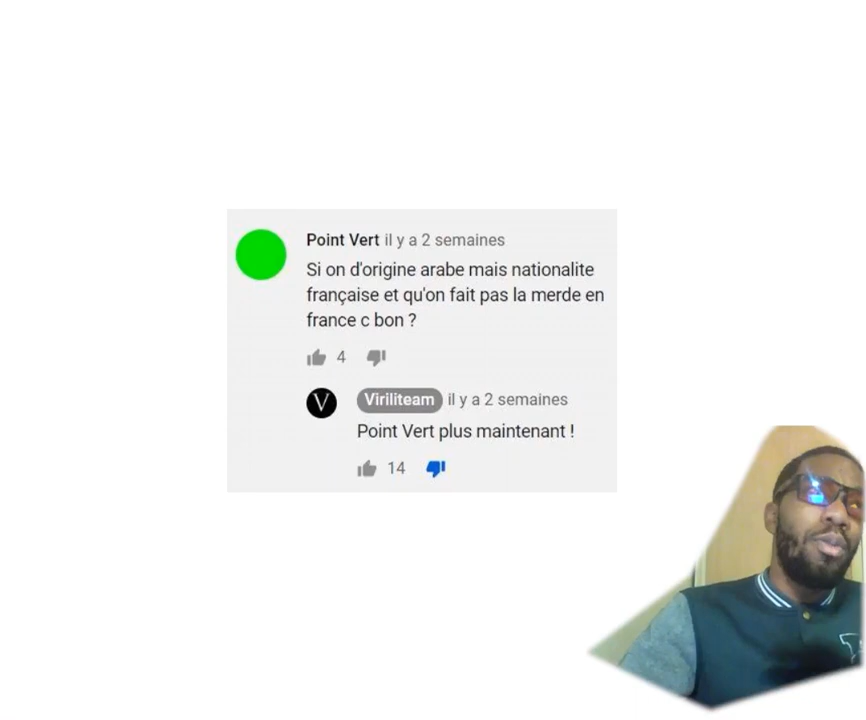 Point Vert il y a 2 semaines
Si on d'origine arabe mais nationalite
française et qu'on fait pas la merde en
france c bon ?
4
V
Viriliteam il y a 2 semaines
Point Vert plus maintenant !
14